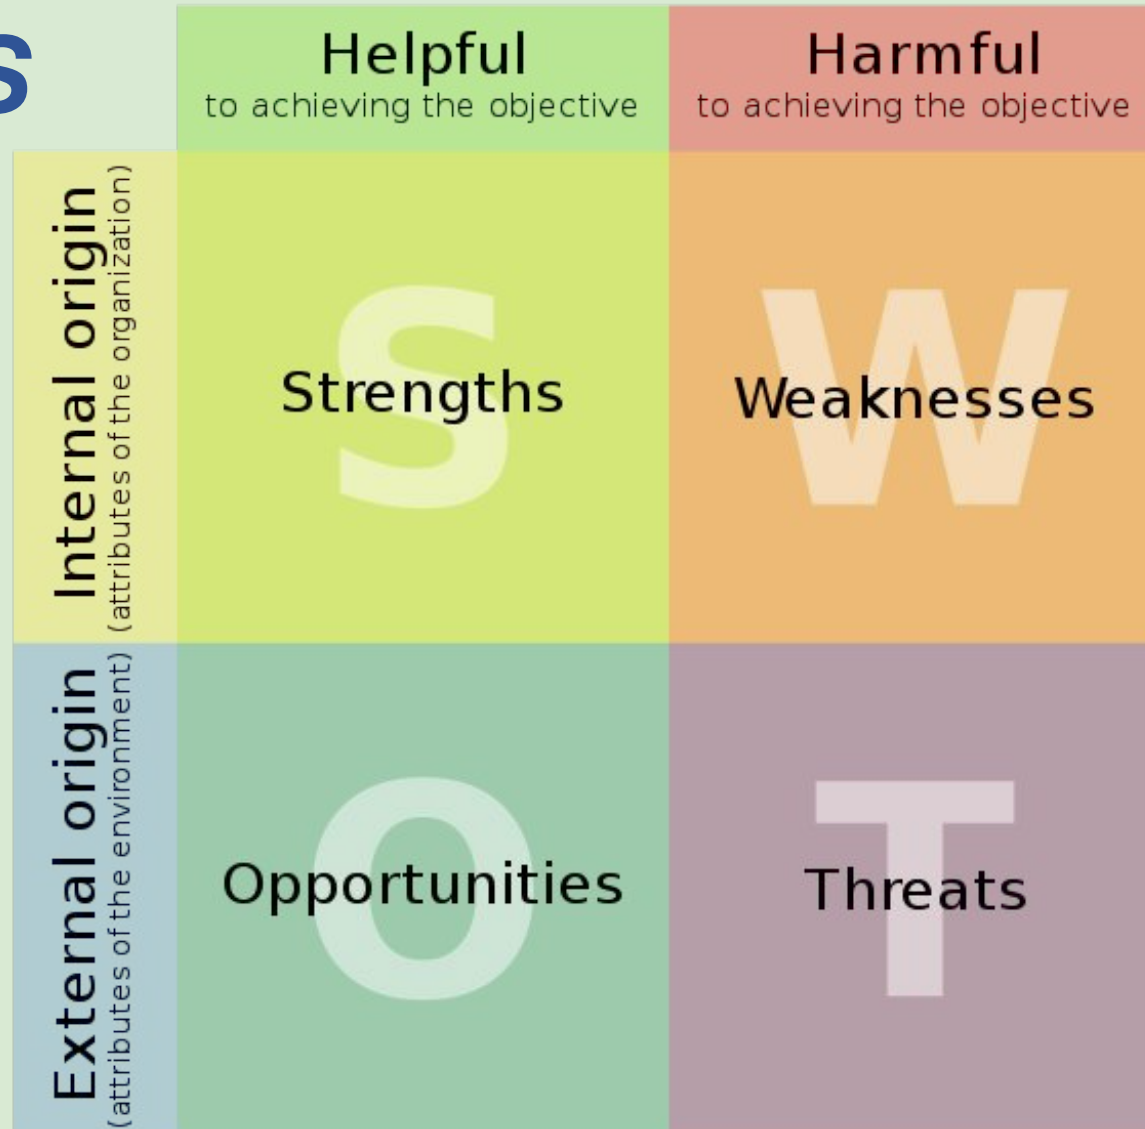 s
Helpful
to achieving the objective
Harmful
to achieving the objective
Internal origin
(attributes of the organization)
S
Strengths
W
Weaknesses
External origin
(attributes of the environment)
O
Opportunities
T
Threats